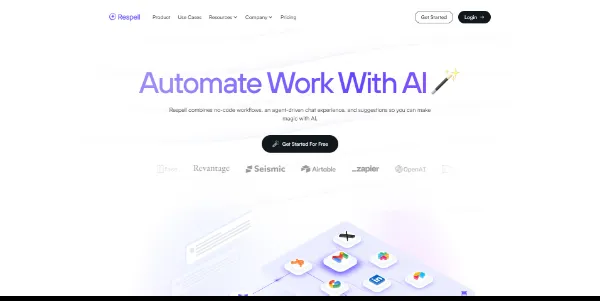 Respell
Product Use Cases Resources Company Pricing
Get Started
Login →
Automate Work With AI
Respell combines no-code workflows, an agent-driven chat experience, and suggestions so you can make
magic with AI.
Get Started For Free
Revantage Seismic Airtable zapier OpenAI